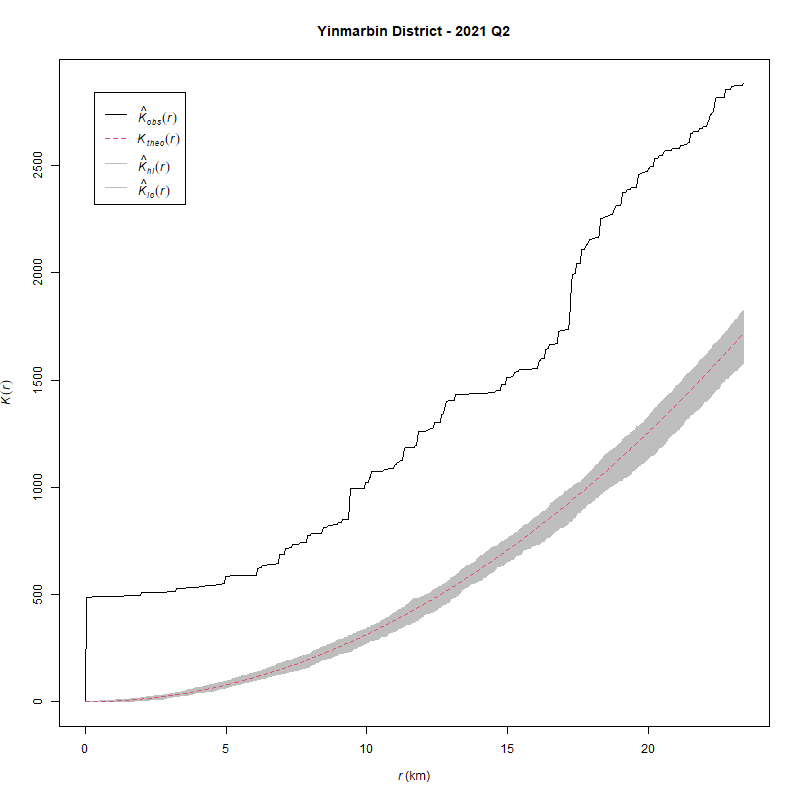 Yinmarbin District - 2021 Q2
K̂obs(r)
Ktheo(r)
K̂hi(r)
K̂lo(r)
K(r)
2500
2000
1500
1000
500
0
0 5 10 15 20
r (km)